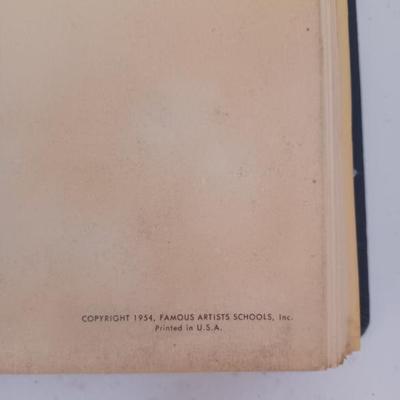 COPYRIGHT 1954, FAMOUS ARTISTS SCHOOLS, Inc.
Printed in U.S.A.